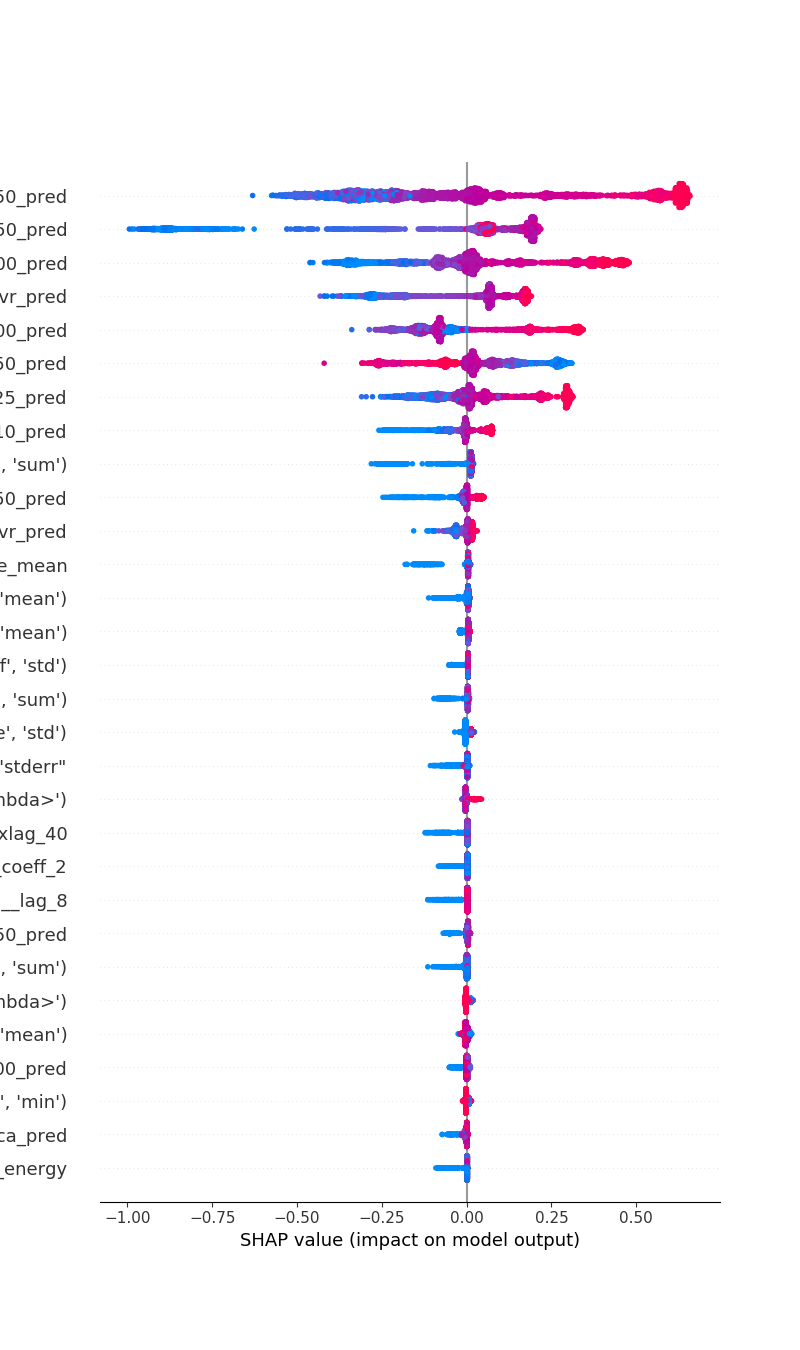 50_pred
50_pred
00_pred
vr_pred
00_pred
50_pred
25_pred
10_pred
, 'sum')
50_pred
vr_pred
e_mean
'mean')
'mean')
f', 'std')
, 'sum')
e', 'std')
"stderr"
nbda>')
xlag_40
_coeff_2
__lag_8
50_pred
, 'sum')
nbda>')
'mean')
00_pred
', 'min')
ca_pred
_energy
−1.00 −0.75 −0.50 −0.25 0.00 0.25 0.50
SHAP value (impact on model output)